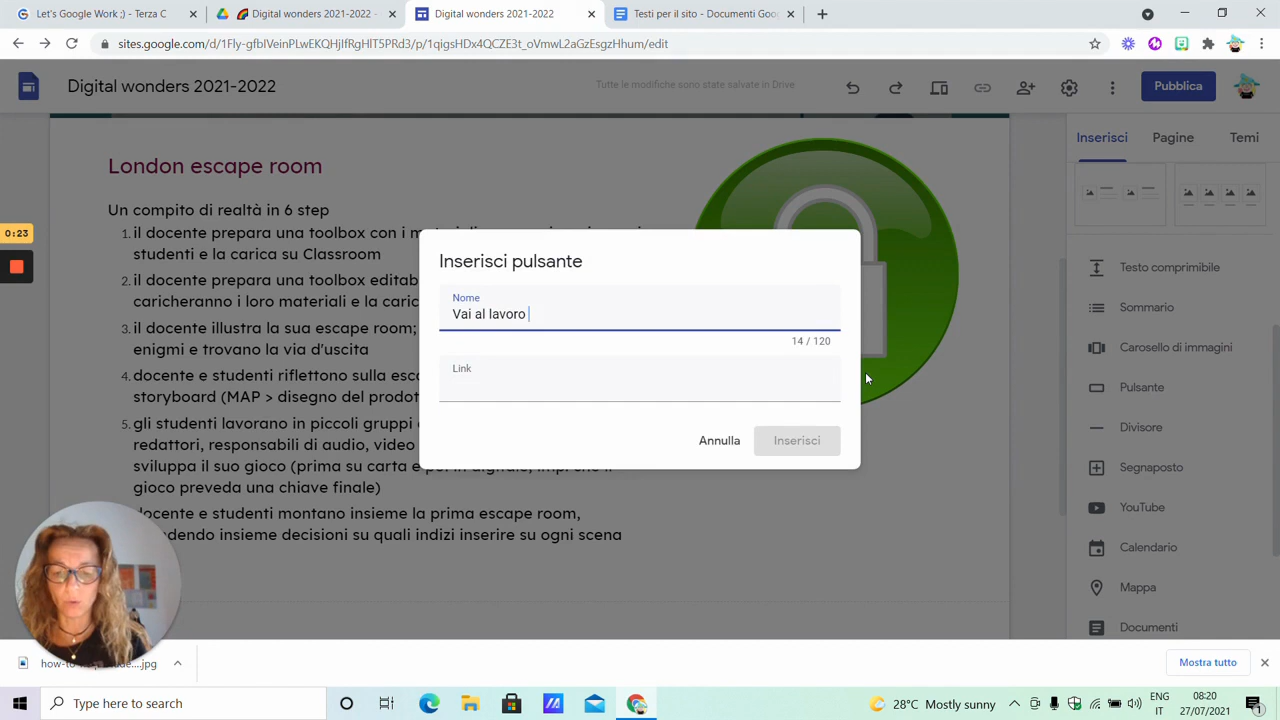 Let's Google Work ;) - Terza C
Digital wonders 2021-2022 -
Digital wonders 2021-2022
Testi per il sito - Documenti Goo
sites.google.com/d/1Fly-gfbIVeinPLwEKQHjIfRgHIT5PRd3/p/1qigsHDx4QCZE3t_oVmwL2aGzEsgzHhum/edit
Digital wonders 2021-2022
Tutte le modifiche sono state salvate in Drive
Pubblica
Inserisci
Pagine
Temi
London escape room
Un compito di realtà in 6 step
1. il docente prepara una toolbox con i
studenti e la carica su Classroom
2. il docente prepara una toolbox
caricheranno i loro materiali e la
3. il docente illustra la sua escape room;
enigmi e trovano la via d'uscita
4. docente e studenti riflettono sulla
storyboard (MAP > disegno del
5. gli studenti lavorano in piccoli gruppi
redattori, responsabili di audio, video
sviluppa il suo gioco (prima su carta e poi in digitale,
gioco preveda una chiave finale)
docente e studenti montano insieme la prima escape room,
insieme decisioni su quali indizi inserire su ogni scena
Inserisci pulsante
Nome
Vai al lavoro
14 / 120
Link
Annulla
Inserisci
Testo comprimibile
Sommario
Carosello di immagini
Pulsante
Divisore
Segnaposto
YouTube
Calendario
Mappa
Documenti
0:23
how-to-
....jpg
Mostra tutto
Type here to search
28°C Mostly sunny
ENG
IT
08:20
27/07/2021
1